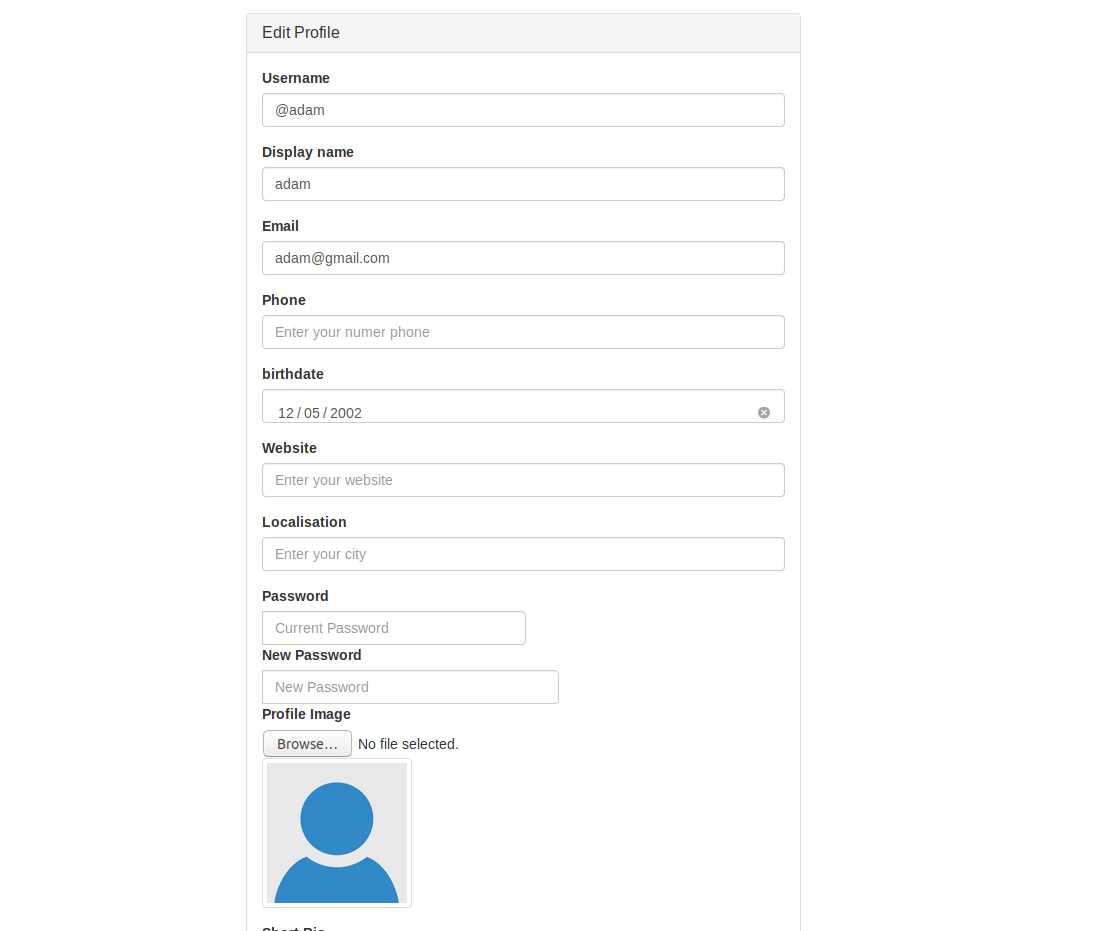 Edit Profile
Username
@adam
Display name
adam
Email
adam@gmail.com
Phone
Enter your numer phone
birthdate
12 / 05 / 2002
Website
Enter your website
Localisation
Enter your city
Password
Current Password
New Password
New Password
Profile Image
Browse... No file selected.
Short Bio